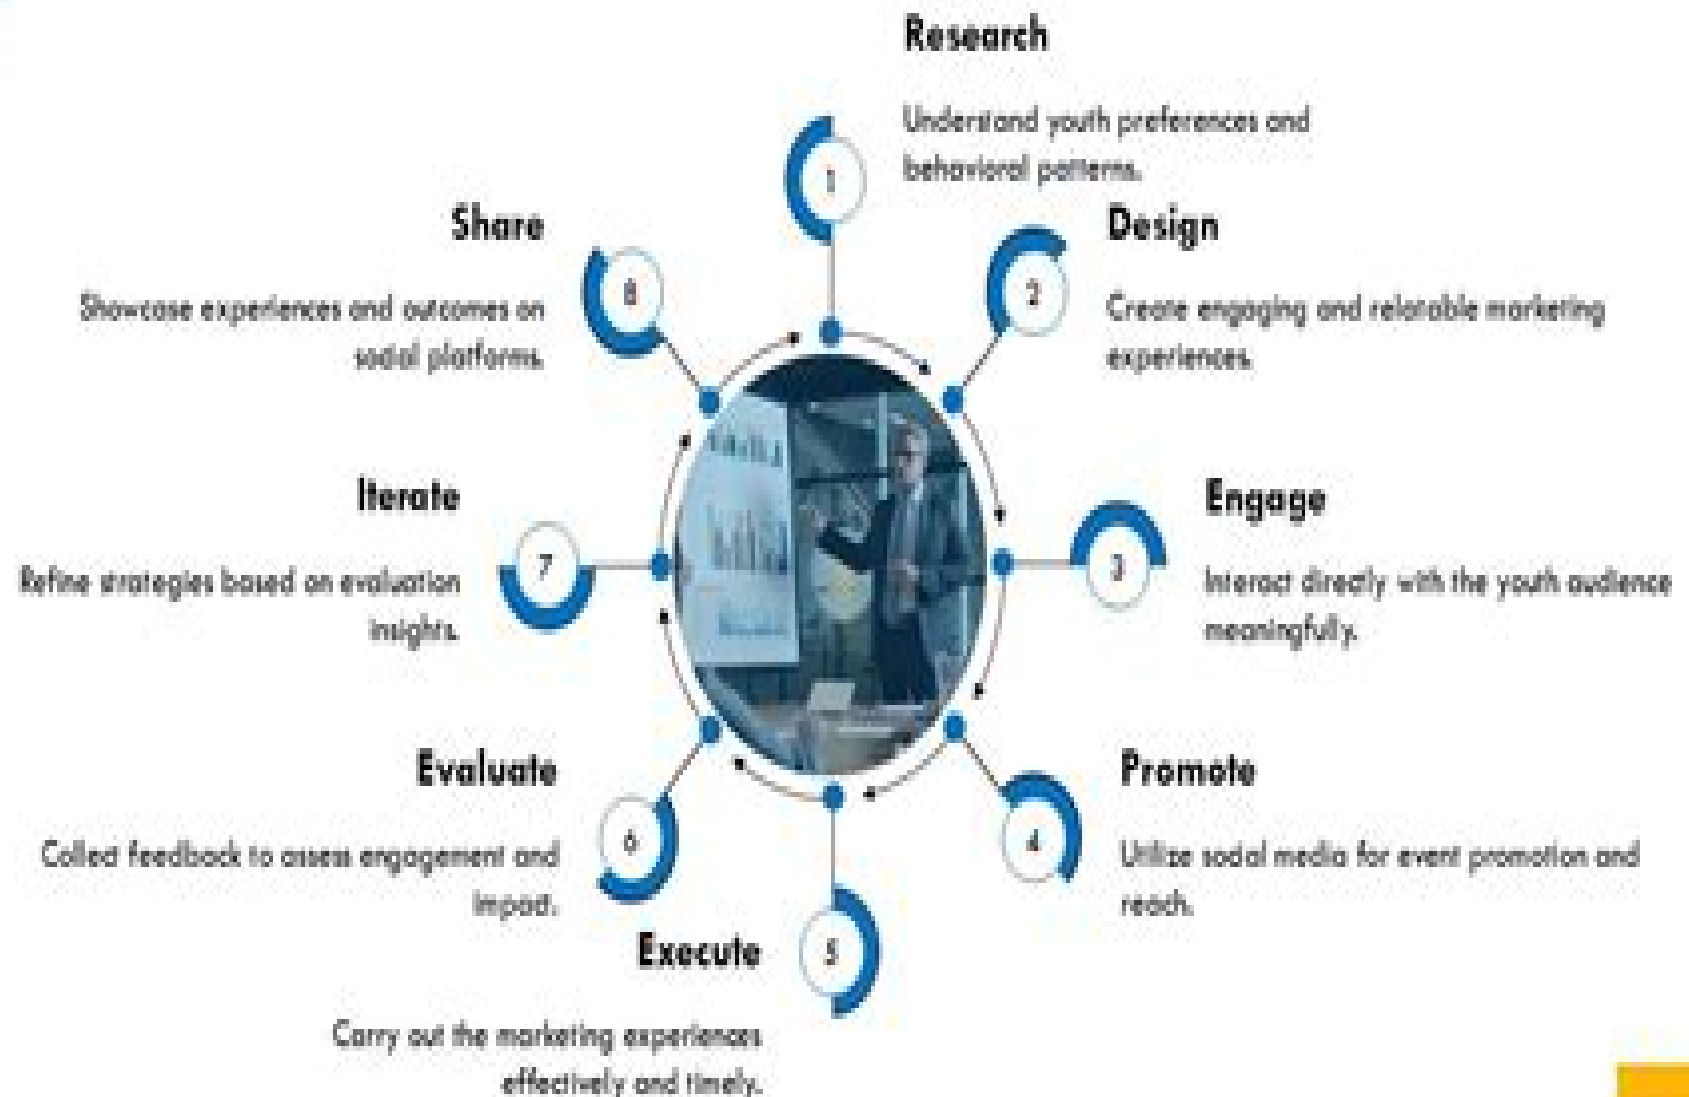 Research
1
Understand youth preferences and
behavioral patterns.
Design
2
Create engaging and relatable marketing
experiences.
Engage
3
Interact directly with the youth audience
meaningfully.
Promote
4
Utilize social media for event promotion and
reach.
Execute
5
Carry out the marketing experiences
effectively and timely.
Evaluate
6
Collect feedback to assess engagement and
impact.
Iterate
7
Refine strategies based on evaluation
insights.
Share
8
Showcase experiences and outcomes on
social platforms.